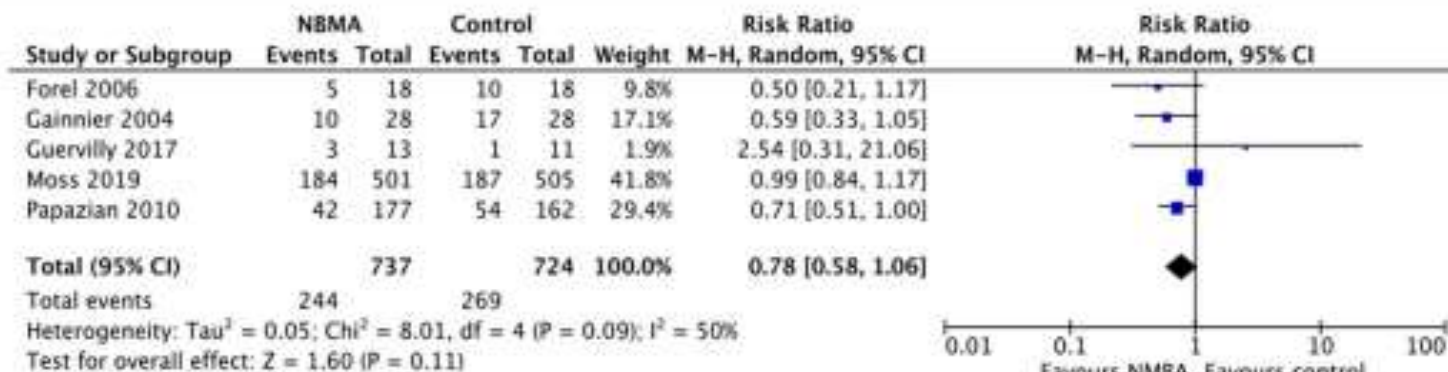 NBMA Control Risk Ratio Risk Ratio
Study or Subgroup Events Total Events Total Weight M-H, Random, 95% CI M-H, Random, 95% CI
Forel 2006 5 18 10 18 9.8% 0.50 [0.21, 1.17]
Gainnier 2004 10 28 17 28 17.1% 0.59 [0.33, 1.05]
Guervilly 2017 3 13 1 11 1.9% 2.54 [0.31, 21.06]
Moss 2019 184 501 187 505 41.8% 0.99 [0.84, 1.17]
Papazian 2010 42 177 54 162 29.4% 0.71 [0.51, 1.00]
Total (95% CI) 737 724 100.0% 0.78 [0.58, 1.06]
Total events 244 269
Heterogeneity: Tau² = 0.05; Chi² = 8.01, df = 4 (P = 0.09); I² = 50%
Test for overall effect: Z = 1.60 (P = 0.11)
0.01 0.1 1 10 100
Favours NMBA Favours control